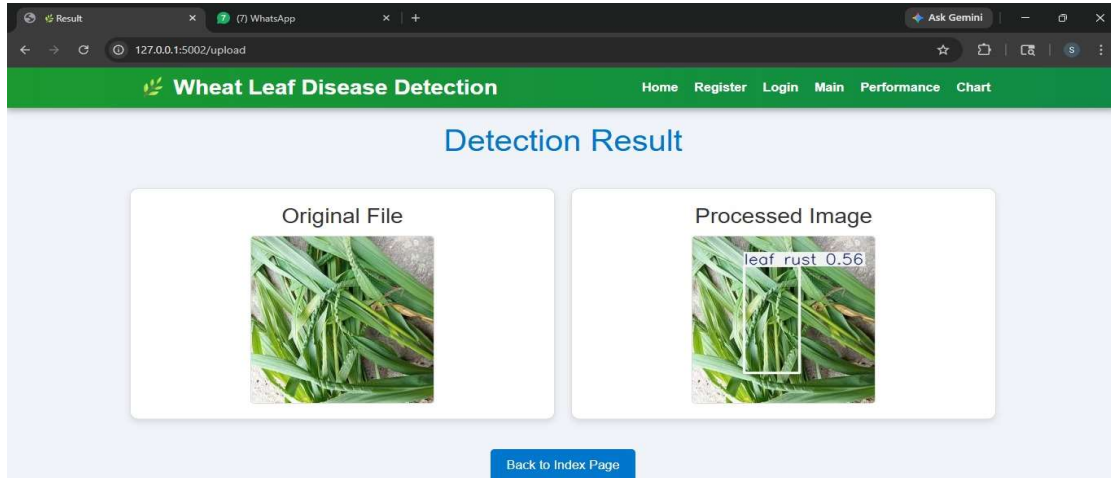 Result
7
(7) WhatsApp
Ask Gemini
127.0.0.1:5002/upload
S
Wheat Leaf Disease Detection
Home Register Login Main Performance Chart
Detection Result
Original File
Processed Image
leaf rust 0.56
Back to Index Page